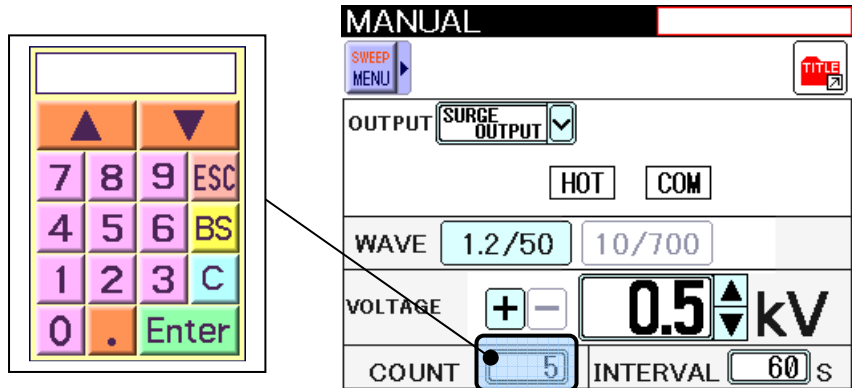 MANUAL
SWEEP
MENU
TITLE
OUTPUT SURGE
OUTPUT
HOT COM
WAVE 1.2/50 10/700
VOLTAGE + − 0.5 kV
COUNT 5 INTERVAL 60 s
7 8 9 ESC
4 5 6 BS
1 2 3 C
0 . Enter